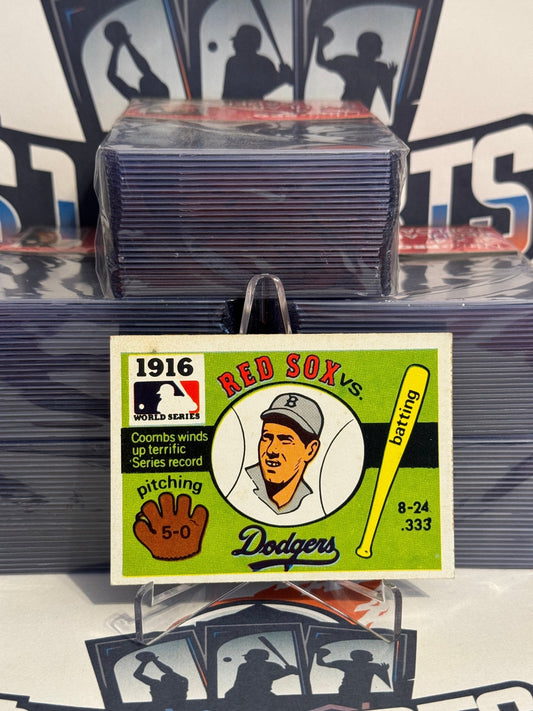 1916
WORLD SERIES
RED SOX vs.
Coombs winds
up terrific
Series record
pitching
5-0
B
batting
8-24
.333
Dodgers